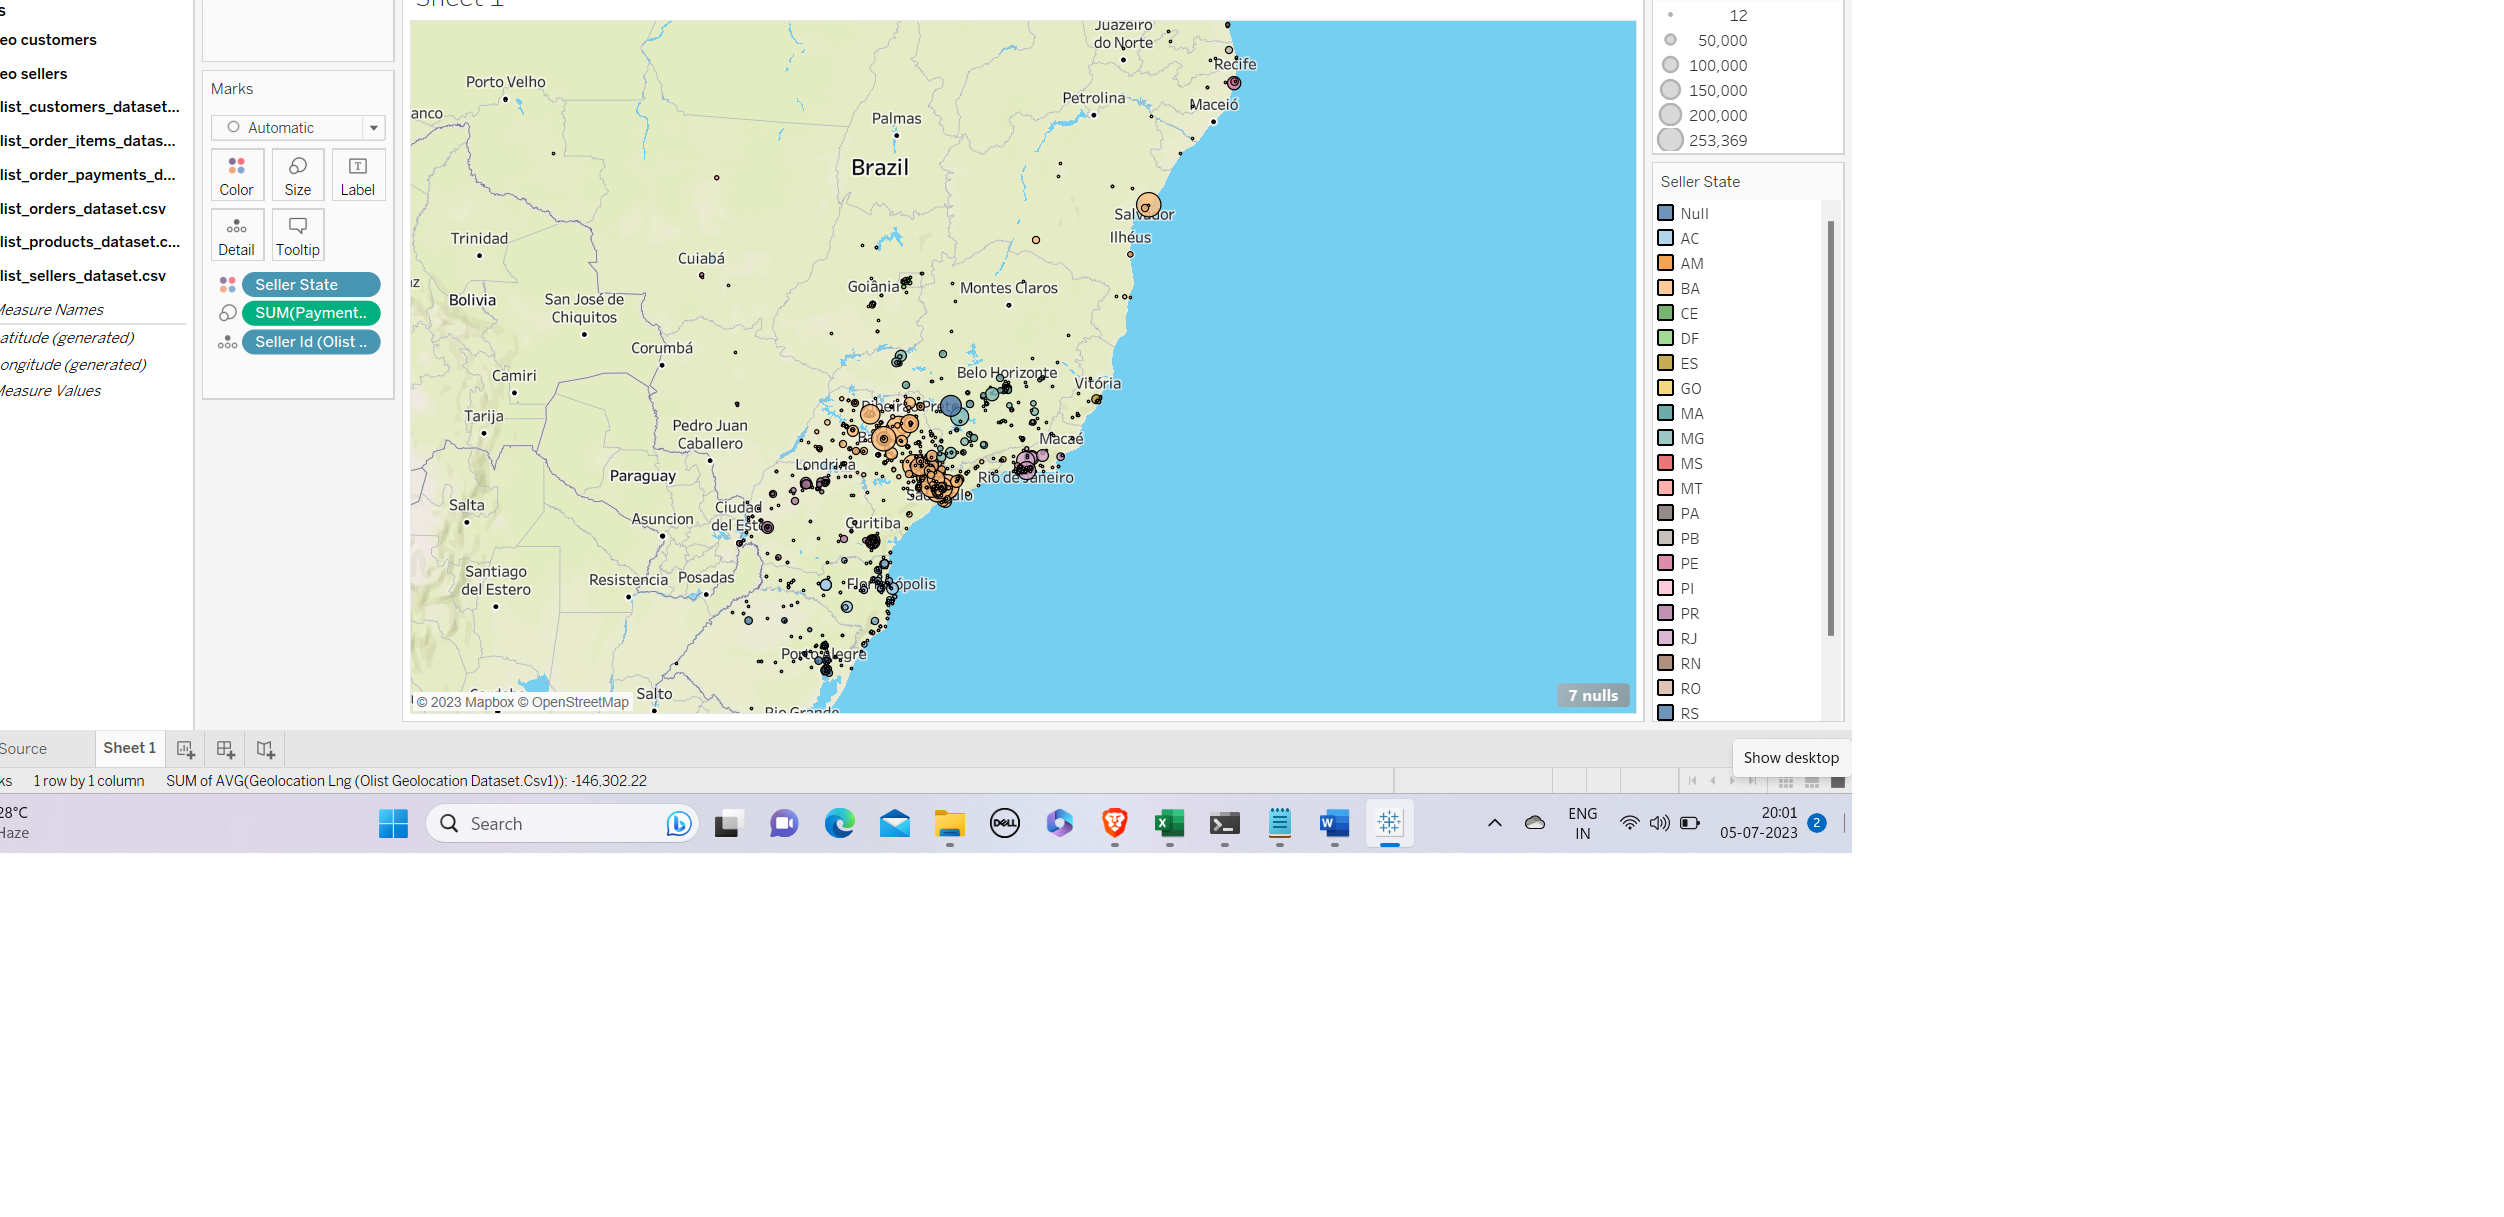 Sheet 1
s
eo customers
eo sellers
list_customers_dataset...
list_order_items_datas...
list_order_payments_d...
list_orders_dataset.csv
list_products_dataset.c...
list_sellers_dataset.csv
Measure Names
atitude (generated)
ongitude (generated)
Measure Values
Marks
Automatic
Color
Size
Label
Detail
Tooltip
Seller State
SUM(Payment..
Seller Id (Olist ..
Juazeiro
do Norte
Recife
Porto Velho
Petrolina
Maceió
anco
Palmas
Brazil
Salvador
Ilhéus
Trinidad
Cuiabá
az
Goiânia
Montes Claros
Bolivia
San José de
Chiquitos
Corumbá
Camiri
Belo Horizonte
Vitória
Ribeirão Preto
Tarija
Pedro Juan
Caballero
Macaé
Londrina
Paraguay
Rio de Janeiro
São Paulo
Salta
Ciudad
del Este
Asuncion
Curitiba
Santiago
del Estero
Resistencia
Posadas
Florianópolis
Porto Alegre
Salto
Rio Grande
© 2023 Mapbox © OpenStreetMap
7 nulls
12
50,000
100,000
150,000
200,000
253,369
Seller State
Null
AC
AM
BA
CE
DF
ES
GO
MA
MG
MS
MT
PA
PB
PE
PI
PR
RJ
RN
RO
RS
Source
Sheet 1
Show desktop
ks
1 row by 1 column
SUM of AVG(Geolocation Lng (Olist Geolocation Dataset.Csv1)): -146,302.22
28°C
Haze
Search
DELL
ENG
IN
20:01
05-07-2023
2